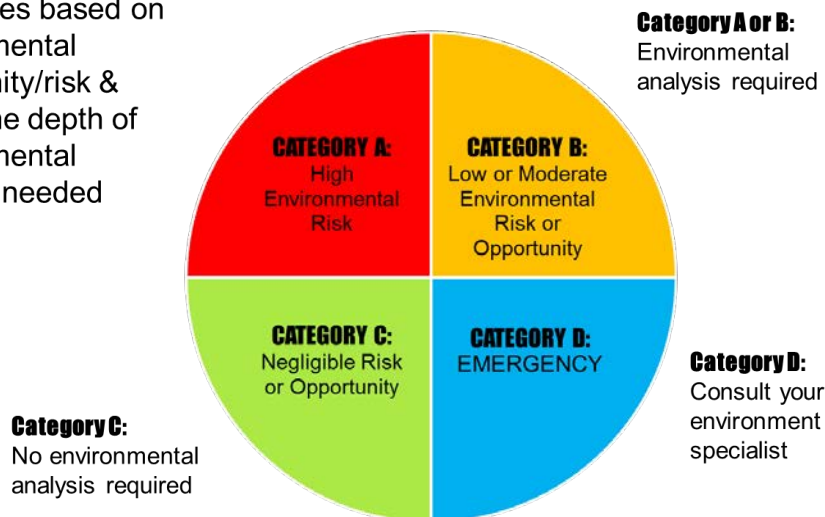 es based on
mental
nity/risk &
ne depth of
mental
needed
Category A or B:
Environmental
analysis required
CATEGORY A:
High
Environmental
Risk
CATEGORY B:
Low or Moderate
Environmental
Risk or
Opportunity
CATEGORY C:
Negligible Risk
or Opportunity
CATEGORY D:
EMERGENCY
Category D:
Consult your
environment
specialist
Category C:
No environmental
analysis required